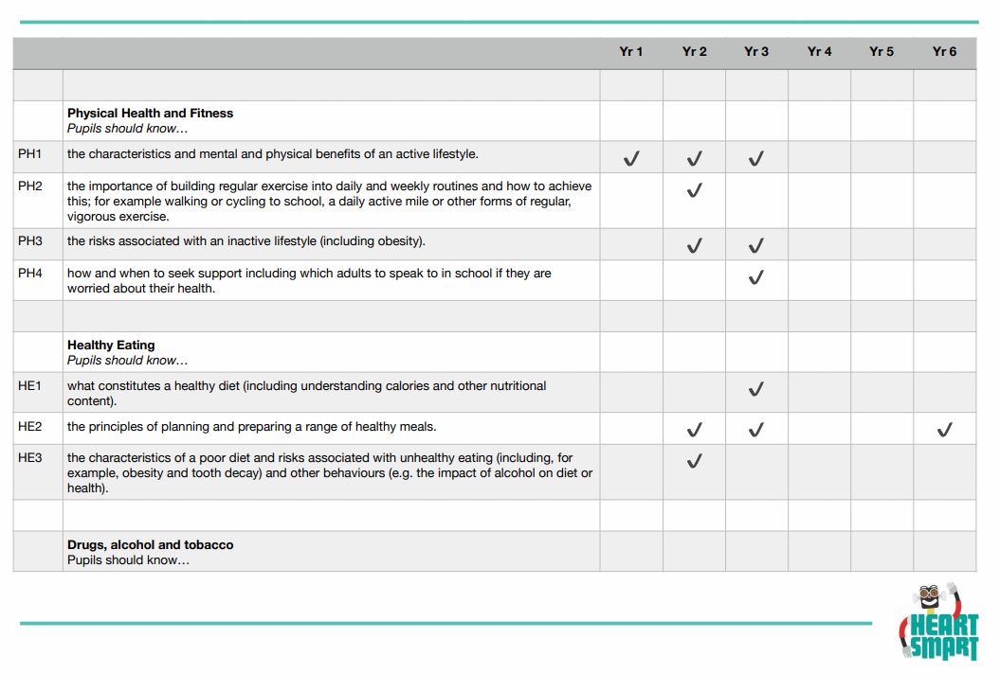 Yr 1 Yr 2 Yr 3 Yr 4 Yr 5 Yr 6
Physical Health and Fitness
Pupils should know…
PH1 the characteristics and mental and physical benefits of an active lifestyle. ✓ ✓ ✓
PH2 the importance of building regular exercise into daily and weekly routines and how to achieve ✓
this; for example walking or cycling to school, a daily active mile or other forms of regular,
vigorous exercise.
PH3 the risks associated with an inactive lifestyle (including obesity). ✓ ✓
PH4 how and when to seek support including which adults to speak to in school if they are ✓
worried about their health.
Healthy Eating
Pupils should know…
HE1 what constitutes a healthy diet (including understanding calories and other nutritional ✓
content).
HE2 the principles of planning and preparing a range of healthy meals. ✓ ✓ ✓
HE3 the characteristics of a poor diet and risks associated with unhealthy eating (including, for ✓
example, obesity and tooth decay) and other behaviours (e.g. the impact of alcohol on diet or
health).
Drugs, alcohol and tobacco
Pupils should know…
HEART
SMART